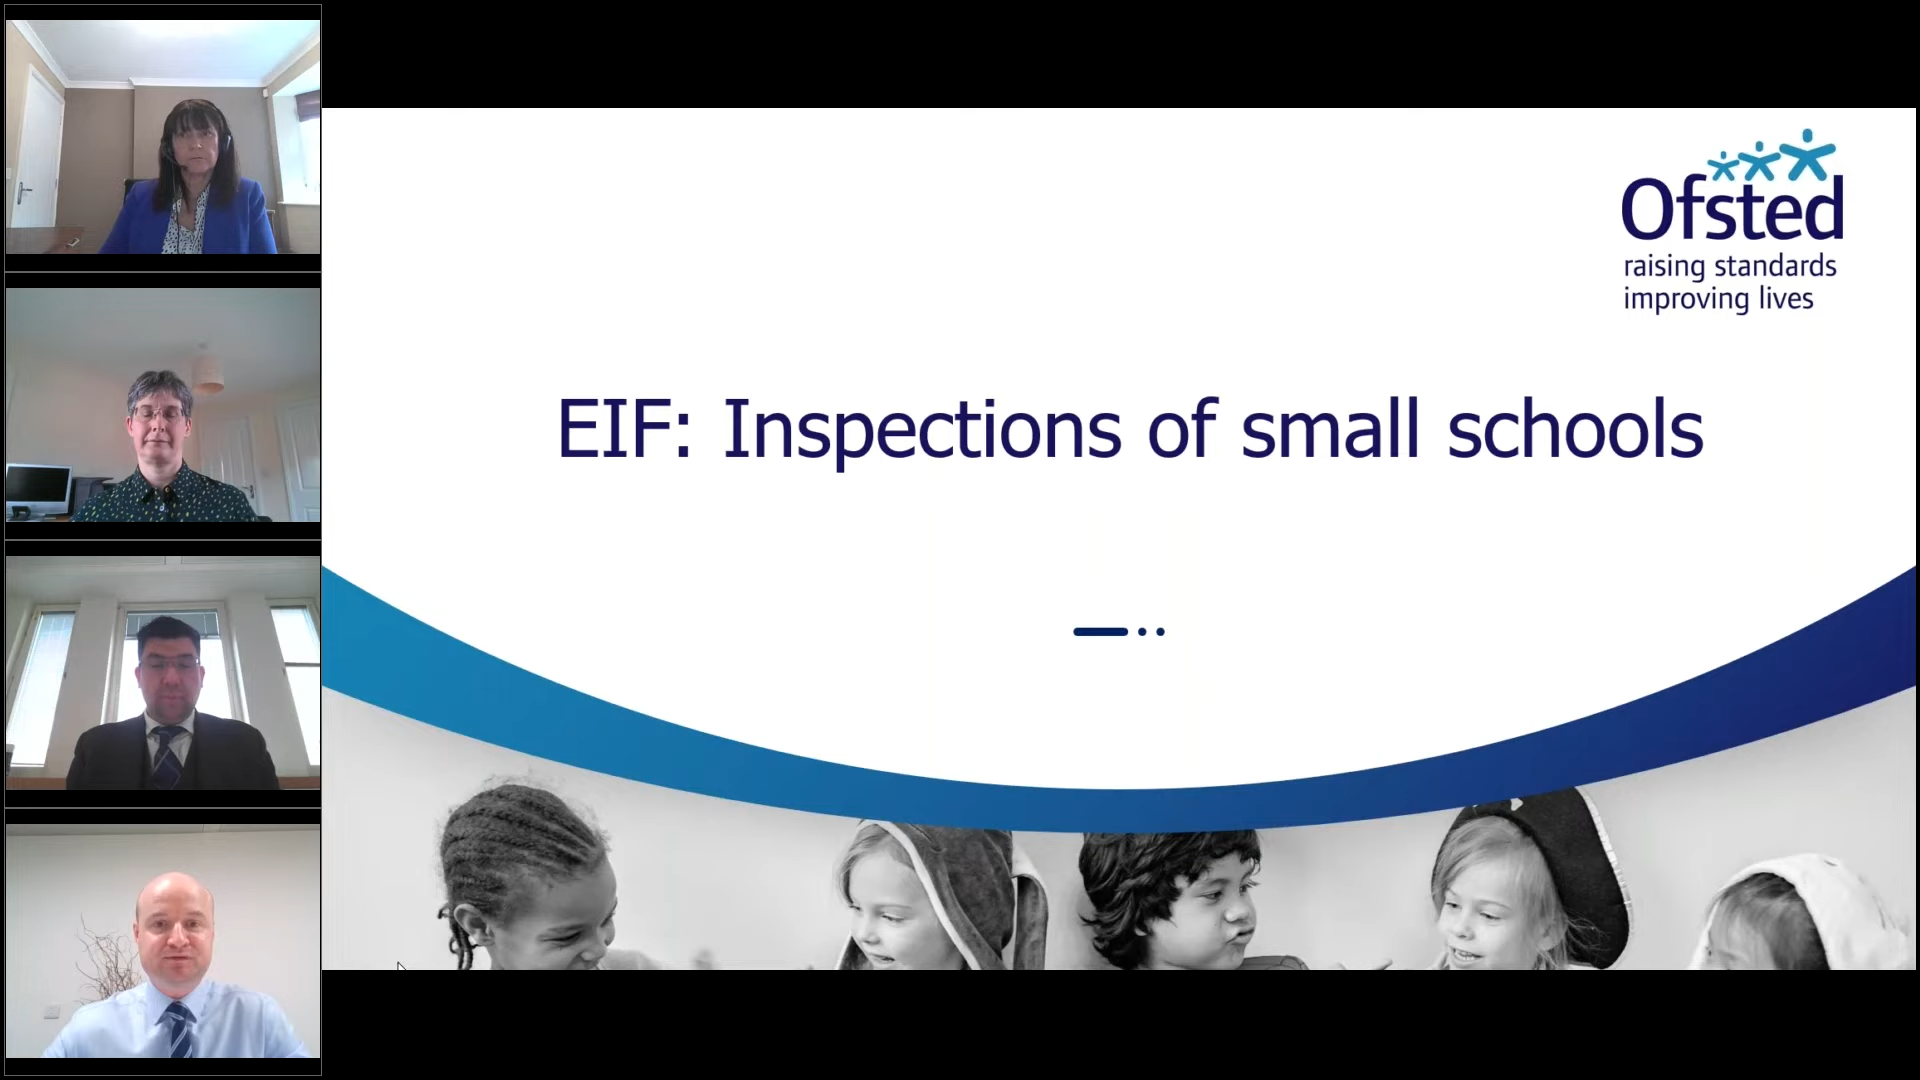 Ofsted
raising standards
improving lives
EIF: Inspections of small schools